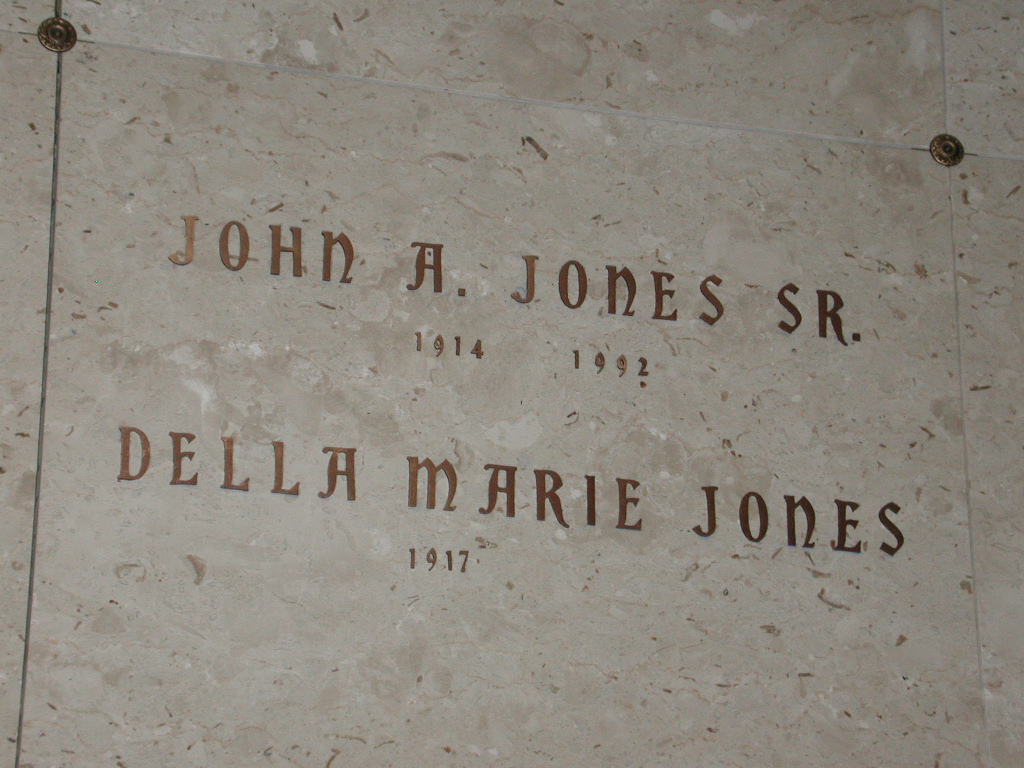 JOHN A. JONES SR.
1914 1992
DELLA MARIE JONES
1917